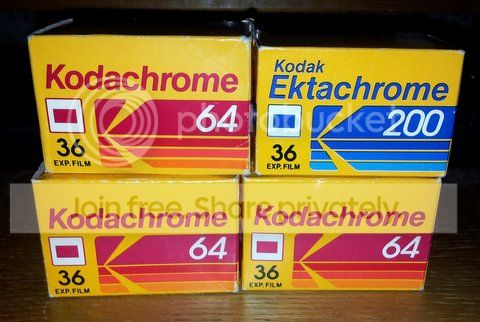 Kodachrome
64
36
EXP. FILM
Kodak
Ektachrome
200
36
EXP. FILM
photobucket
Join free. Share privately.
Kodachrome
64
36
EXP. FILM
Kodachrome
64
36
EXP. FILM